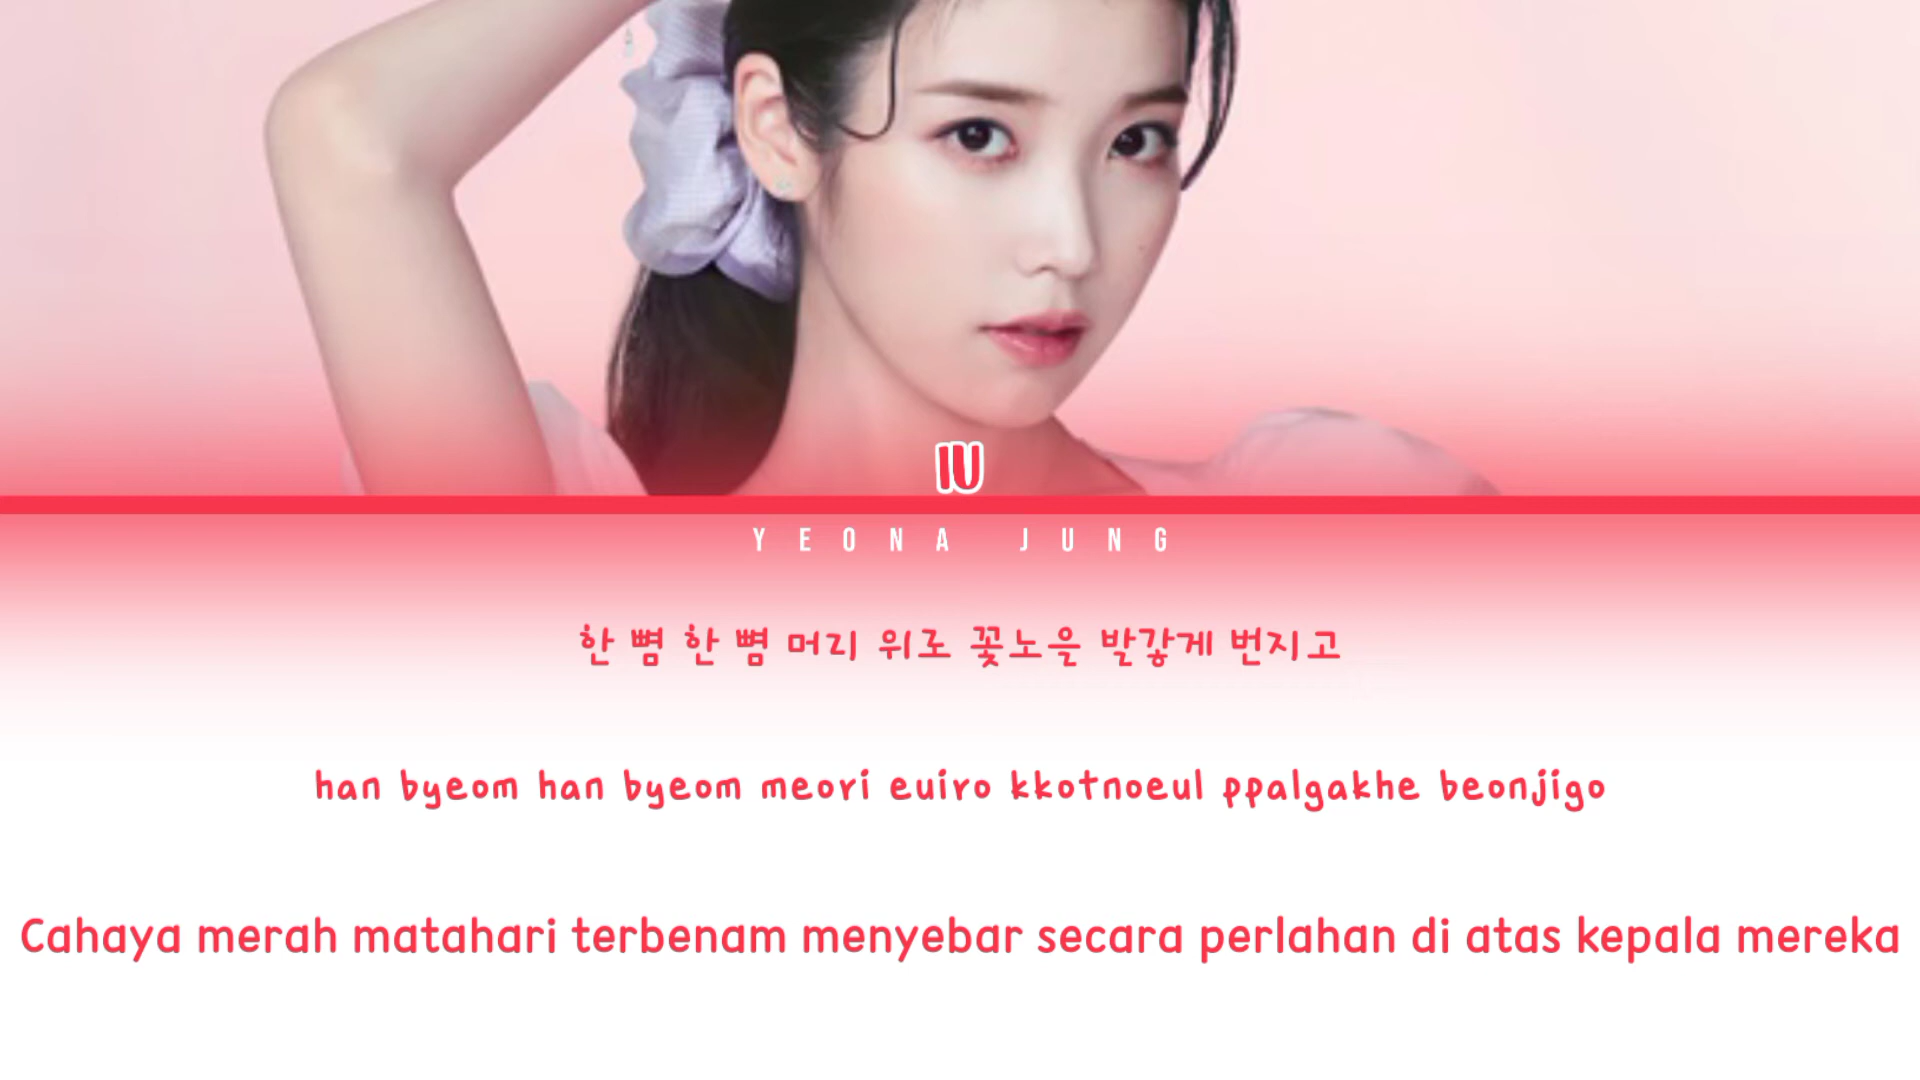 IU
YEONA JUNG
한 뼘 한 뼘 머리 위로 꽃노을 발갛게 번지고
han byeom han byeom meori euiro kkotnoeul ppalgakhe beonjigo
Cahaya merah matahari terbenam menyebar secara perlahan di atas kepala mereka